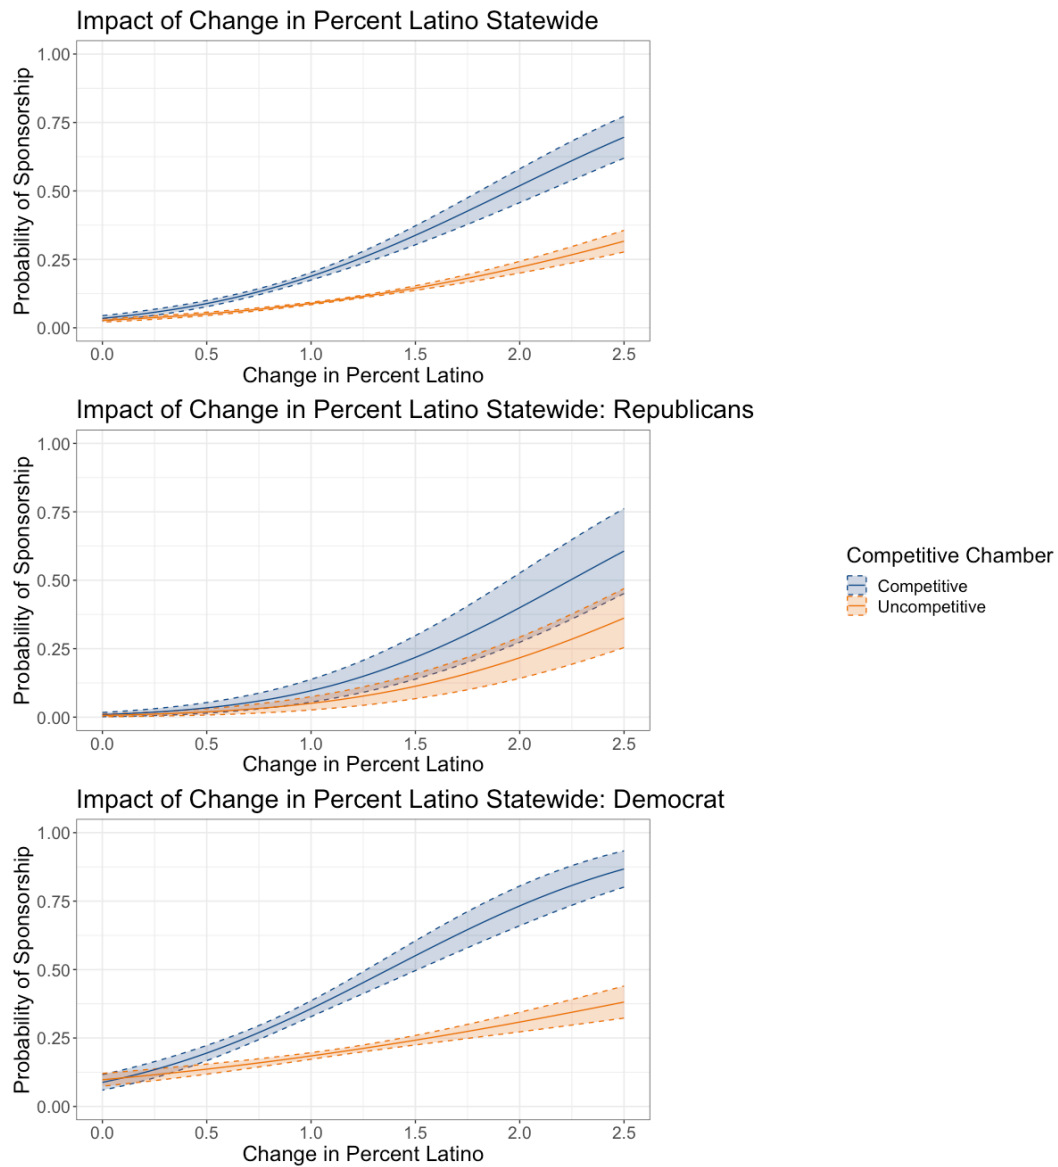 Impact of Change in Percent Latino Statewide
Probability of Sponsorship
1.00
0.75
0.50
0.25
0.00
0.0 0.5 1.0 1.5 2.0 2.5
Change in Percent Latino
Impact of Change in Percent Latino Statewide: Republicans
Probability of Sponsorship
1.00
0.75
0.50
0.25
0.00
0.0 0.5 1.0 1.5 2.0 2.5
Change in Percent Latino
Competitive Chamber
Competitive
Uncompetitive
Impact of Change in Percent Latino Statewide: Democrat
Probability of Sponsorship
1.00
0.75
0.50
0.25
0.00
0.0 0.5 1.0 1.5 2.0 2.5
Change in Percent Latino